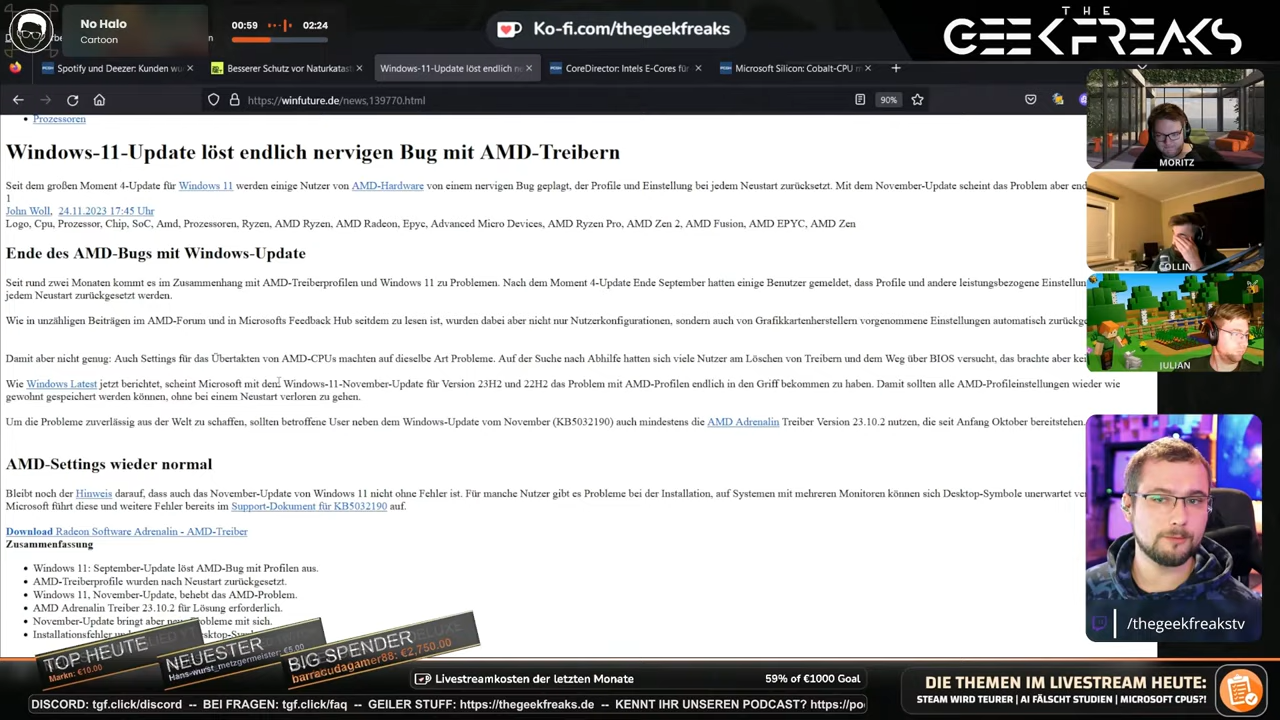 No Halo
Cartoon
00:59
02:24
Ko-fi.com/thegeekfreaks
THE
GEEKFREAKS
Spotify und Deezer: Kunden wu
Besserer Schutz vor Naturkatast
Windows-11-Update löst endlich ne
CoreDirector: Intels E-Cores für
Microsoft Silicon: Cobalt-CPU m
https://winfuture.de/news,139770.html
90%
Prozessoren
Windows-11-Update löst endlich nervigen Bug mit AMD-Treibern
Seit dem großen Moment 4-Update für Windows 11 werden einige Nutzer von AMD-Hardware von einem nervigen Bug geplagt, der Profile und Einstellung bei jedem Neustart zurücksetzt. Mit dem November-Update scheint das Problem aber end
1
John Woll, 24.11.2023 17:45 Uhr
Logo, Cpu, Prozessor, Chip, SoC, Amd, Prozessoren, Ryzen, AMD Ryzen, AMD Radeon, Epyc, Advanced Micro Devices, AMD Ryzen Pro, AMD Zen 2, AMD Fusion, AMD EPYC, AMD Zen
Ende des AMD-Bugs mit Windows-Update
Seit rund zwei Monaten kommt es im Zusammenhang mit AMD-Treiberprofilen und Windows 11 zu Problemen. Nach dem Moment 4-Update Ende September hatten einige Benutzer gemeldet, dass Profile und andere leistungsbezogene Einstellun
jedem Neustart zurückgesetzt werden.
Wie in unzähligen Beiträgen im AMD-Forum und in Microsofts Feedback Hub seitdem zu lesen ist, wurden dabei aber nicht nur Nutzerkonfigurationen, sondern auch von Grafikkartenherstellern vorgenommene Einstellungen automatisch zurückge
Damit aber nicht genug: Auch Settings für das Übertakten von AMD-CPUs machten auf dieselbe Art Probleme. Auf der Suche nach Abhilfe hatten sich viele Nutzer am Löschen von Treibern und dem Weg über BIOS versucht, das brachte aber kei
Wie Windows Latest jetzt berichtet, scheint Microsoft mit dem Windows-11-November-Update für Version 23H2 und 22H2 das Problem mit AMD-Profilen endlich in den Griff bekommen zu haben. Damit sollten alle AMD-Profileinstellungen wieder wie
gewohnt gespeichert werden können, ohne bei einem Neustart verloren zu gehen.
Um die Probleme zuverlässig aus der Welt zu schaffen, sollten betroffene User neben dem Windows-Update vom November (KB5032190) auch mindestens die AMD Adrenalin Treiber Version 23.10.2 nutzen, die seit Anfang Oktober bereitstehen.
AMD-Settings wieder normal
Bleibt noch der Hinweis darauf, dass auch das November-Update von Windows 11 nicht ohne Fehler ist. Für manche Nutzer gibt es Probleme bei der Installation, auf Systemen mit mehreren Monitoren können sich Desktop-Symbole unerwartet ver
Microsoft führt diese und weitere Fehler bereits im Support-Dokument für KB5032190 auf.
Download Radeon Software Adrenalin - AMD-Treiber
Zusammenfassung
Windows 11: September-Update löst AMD-Bug mit Profilen aus.
AMD-Treiberprofile wurden nach Neustart zurückgesetzt.
Windows 11, November-Update, behebt das AMD-Problem.
AMD Adrenalin Treiber 23.10.2 für Lösung erforderlich.
November-Update bringt aber neue Probleme mit sich.
Installationsfehler
MORITZ
COLLIN
JULIAN
/thegeekfreakstv
TOP HEUTE
Markn: €10.00
NEUESTER
Hans-wurst_metzgermeister: €5.00
BIG SPENDER
barracudagamer88: €2,750.00
Livestreamkosten der letzten Monate
59% of €1000 Goal
DISCORD: tgf.click/discord -- BEI FRAGEN: tgf.click/faq -- GEILER STUFF: https://thegeekfreaks.de -- KENNT IHR UNSEREN PODCAST? https://po
DIE THEMEN IM LIVESTREAM HEUTE:
STEAM WIRD TEURER | AI FÄLSCHT STUDIEN | MICROSOFT CPUS?!